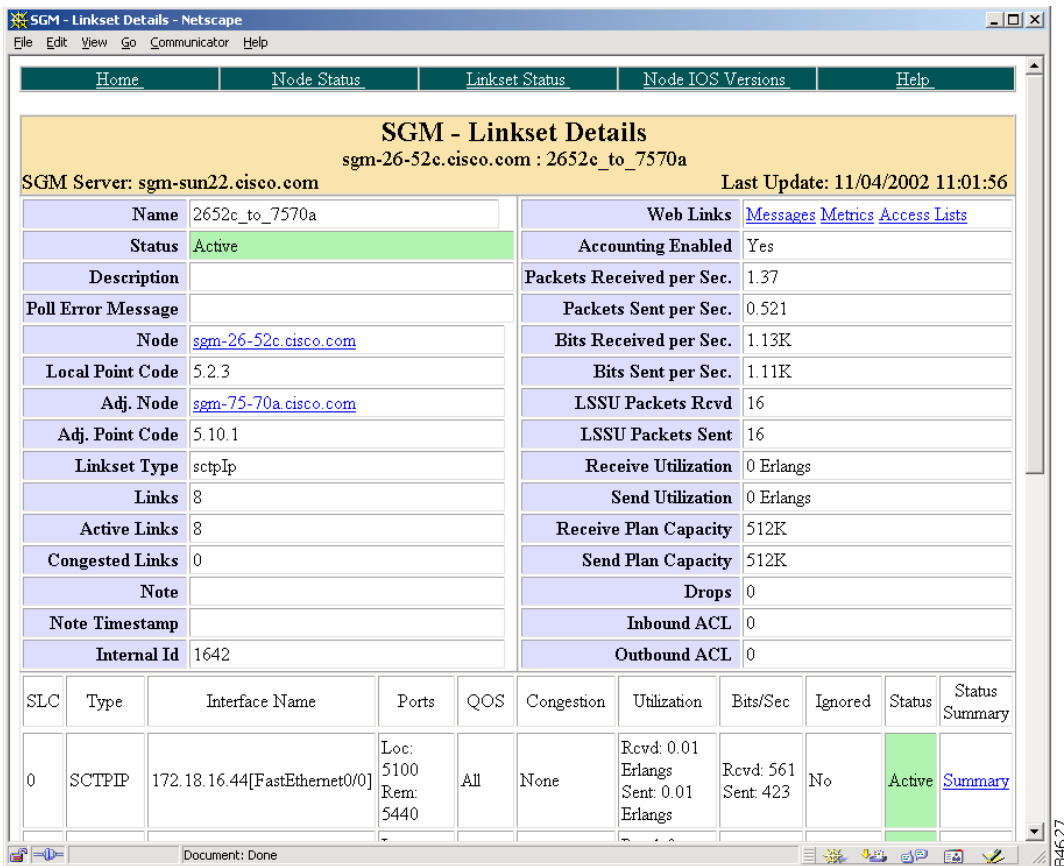 SGM - Linkset Details - Netscape
File Edit View Go Communicator Help
Home Node Status Linkset Status Node IOS Versions Help
SGM - Linkset Details
sgm-26-52c.cisco.com : 2652c_to_7570a
SGM Server: sgm-sun22.cisco.com Last Update: 11/04/2002 11:01:56
Name 2652c_to_7570a Web Links Messages Metrics Access Lists
Status Active Accounting Enabled Yes
Description Packets Received per Sec. 1.37
Poll Error Message Packets Sent per Sec. 0.521
Node sgm-26-52c.cisco.com Bits Received per Sec. 1.13K
Local Point Code 5.2.3 Bits Sent per Sec. 1.11K
Adj. Node sgm-75-70a.cisco.com LSSU Packets Rcvd 16
Adj. Point Code 5.10.1 LSSU Packets Sent 16
Linkset Type sctpIp Receive Utilization 0 Erlangs
Links 8 Send Utilization 0 Erlangs
Active Links 8 Receive Plan Capacity 512K
Congested Links 0 Send Plan Capacity 512K
Note Drops 0
Note Timestamp Inbound ACL 0
Internal Id 1642 Outbound ACL 0
SLC Type Interface Name Ports QOS Congestion Utilization Bits/Sec Ignored Status Status Summary
0 SCTPIP 172.18.16.44[FastEthernet0/0] Loc: 5100 Rem: 5440 All None Rcvd: 0.01 Erlangs Sent: 0.01 Erlangs Rcvd: 561 Sent: 423 No Active Summary
Document: Done